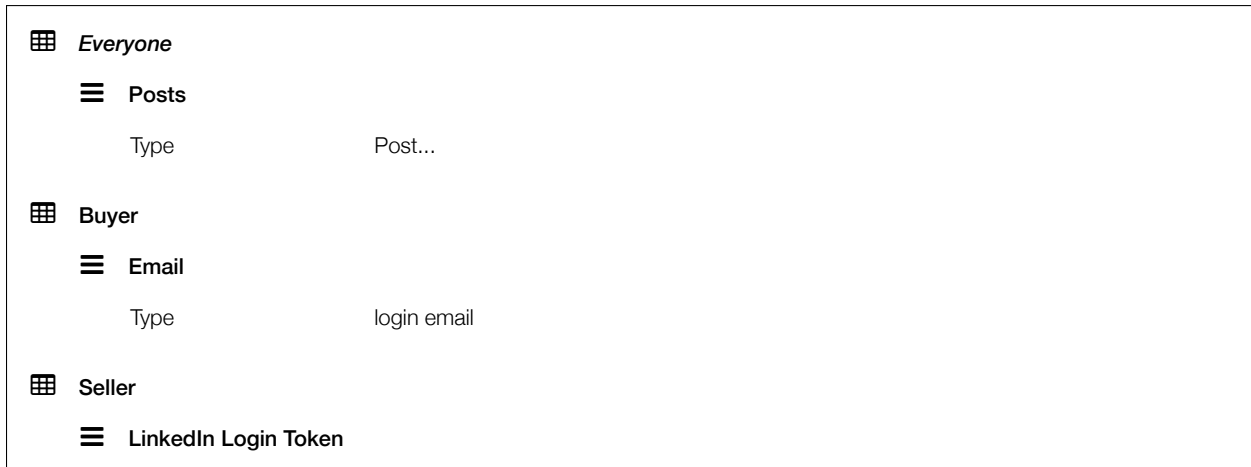 Everyone
Posts
Type Post...
Buyer
Email
Type login email
Seller
LinkedIn Login Token